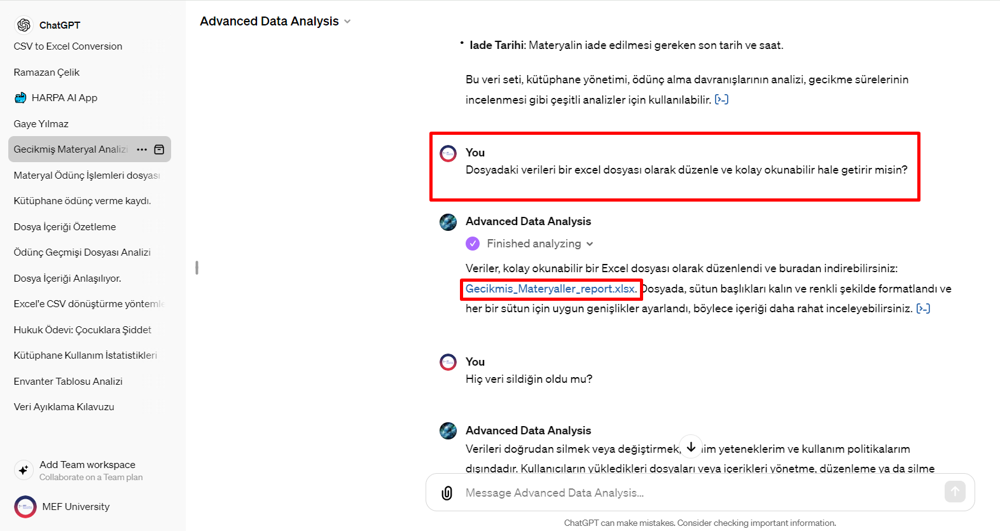 ChatGPT
CSV to Excel Conversion
Ramazan Çelik
HARPA AI App
Gaye Yılmaz
Gecikmiş Materyal Analizi
Materyal Ödünç İşlemleri dosyası
Kütüphane ödünç verme kaydı.
Dosya İçeriği Özetleme
Ödünç Geçmişi Dosyası Analizi
Dosya İçeriği Anlaşılıyor.
Excel'e CSV dönüştürme yöntemle
Hukuk Ödevi: Çocuklara Şiddet
Kütüphane Kullanım İstatistikleri
Envanter Tablosu Analizi
Veri Ayıklama Kılavuzu
Add Team workspace
Collaborate on a Team plan
MEF University
Advanced Data Analysis
• Iade Tarihi: Materyalin iade edilmesi gereken son tarih ve saat.
Bu veri seti, kütüphane yönetimi, ödünç alma davranışlarının analizi, gecikme sürelerinin
incelenmesi gibi çeşitli analizler için kullanılabilir. [>-]
You
Dosyadaki verileri bir excel dosyası olarak düzenle ve kolay okunabilir hale getirir misin?
Advanced Data Analysis
Finished analyzing
Veriler, kolay okunabilir bir Excel dosyası olarak düzenlendi ve buradan indirebilirsiniz:
Gecikmis_Materyaller_report.xlsx. Dosyada, sütun başlıkları kalın ve renkli şekilde formatlandı ve
her bir sütun için uygun genişlikler ayarlandı, böylece içeriği daha rahat inceleyebilirsiniz. [>-]
You
Hiç veri sildiğin oldu mu?
Advanced Data Analysis
Verileri doğrudan silmek veya değiştirmek, yeteneklerim ve kullanım politikalarım
dışındadır. Kullanıcıların yükledikleri dosyaları veya içerikleri yönetme, düzenleme ya da silme
Message Advanced Data Analysis...
ChatGPT can make mistakes. Consider checking important information.